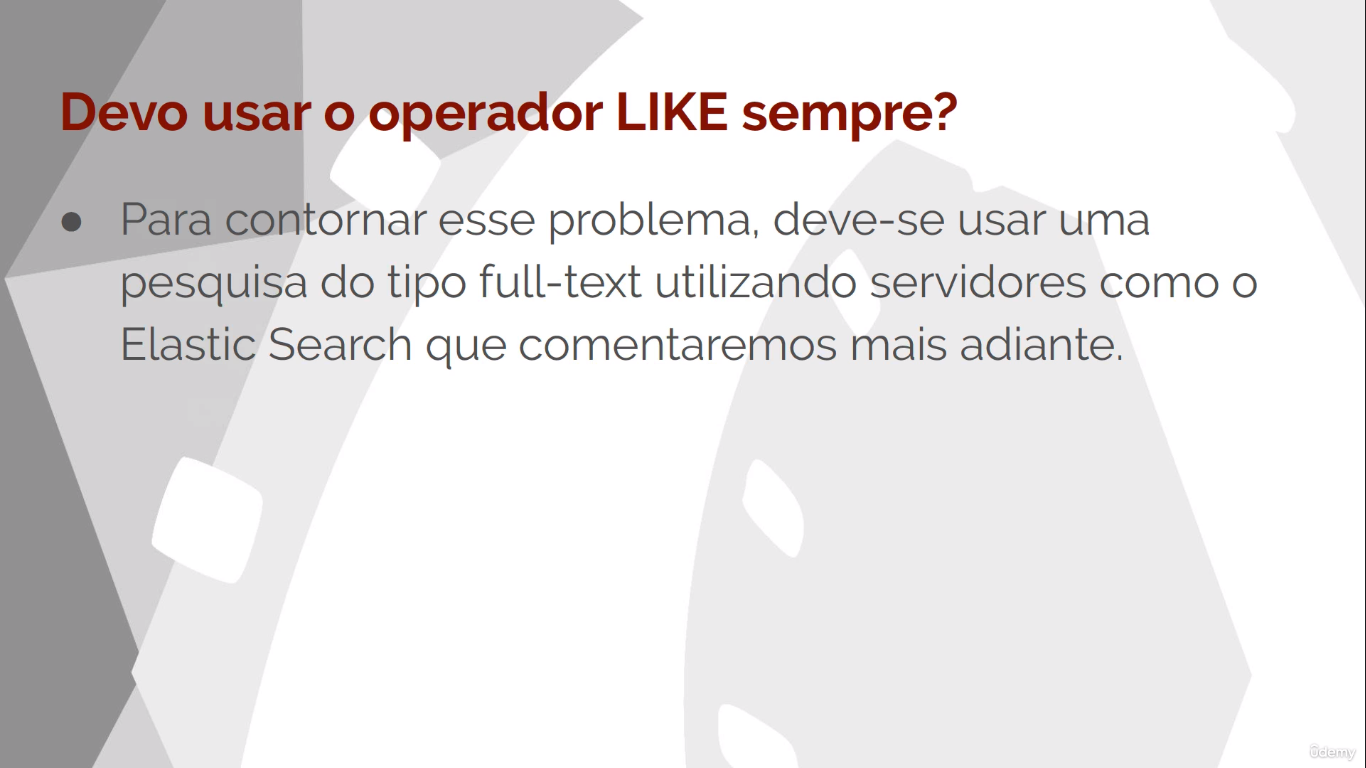 Devo usar o operador LIKE sempre?
● Para contornar esse problema, deve-se usar uma
pesquisa do tipo full-text utilizando servidores como o
Elastic Search que comentaremos mais adiante.
ûdemy